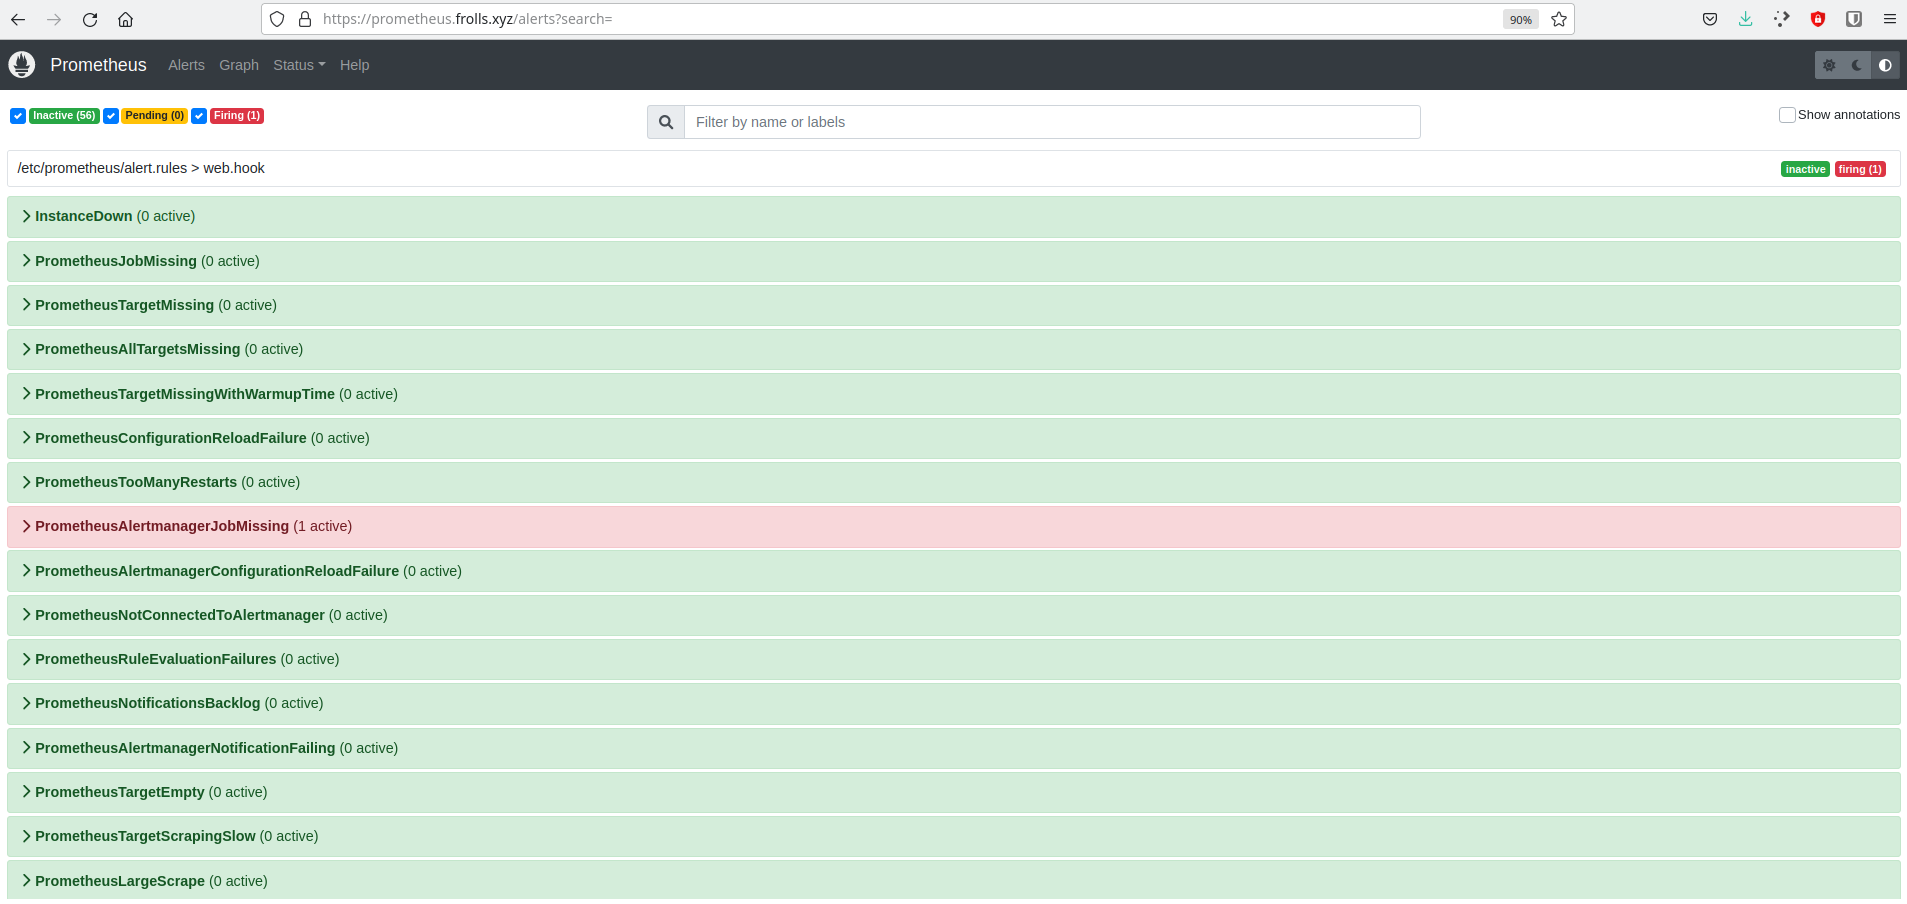 https://prometheus.frolls.xyz/alerts?search=
90%
Prometheus Alerts Graph Status Help
Inactive (56) Pending (0) Firing (1)
Filter by name or labels
Show annotations
/etc/prometheus/alert.rules > web.hook
inactive firing (1)
InstanceDown (0 active)
PrometheusJobMissing (0 active)
PrometheusTargetMissing (0 active)
PrometheusAllTargetsMissing (0 active)
PrometheusTargetMissingWithWarmupTime (0 active)
PrometheusConfigurationReloadFailure (0 active)
PrometheusTooManyRestarts (0 active)
PrometheusAlertmanagerJobMissing (1 active)
PrometheusAlertmanagerConfigurationReloadFailure (0 active)
PrometheusNotConnectedToAlertmanager (0 active)
PrometheusRuleEvaluationFailures (0 active)
PrometheusNotificationsBacklog (0 active)
PrometheusAlertmanagerNotificationFailing (0 active)
PrometheusTargetEmpty (0 active)
PrometheusTargetScrapingSlow (0 active)
PrometheusLargeScrape (0 active)